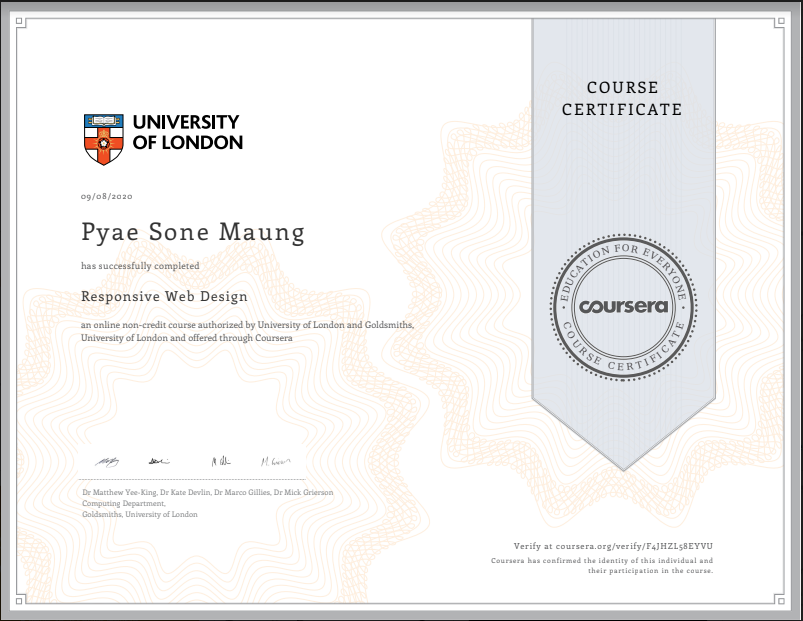 COURSE
CERTIFICATE
UNIVERSITY
OF LONDON
09/08/2020
Pyae Sone Maung
has successfully completed
Responsive Web Design
an online non-credit course authorized by University of London and Goldsmiths,
University of London and offered through Coursera
EDUCATION FOR EVERYONE
coursera
COURSE CERTIFICATE
Dr Matthew Yee-King, Dr Kate Devlin, Dr Marco Gillies, Dr Mick Grierson
Computing Department,
Goldsmiths, University of London
Verify at coursera.org/verify/F4JHZL58EYVU
Coursera has confirmed the identity of this individual and
their participation in the course.